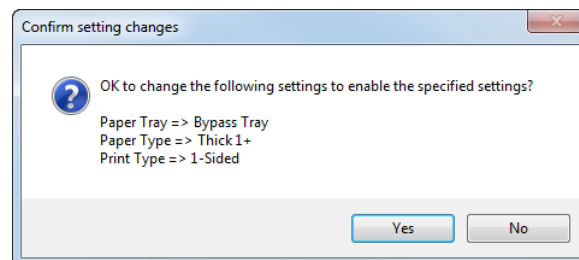 Confirm setting changes
OK to change the following settings to enable the specified settings?
Paper Tray => Bypass Tray
Paper Type => Thick 1+
Print Type => 1-Sided
Yes
No